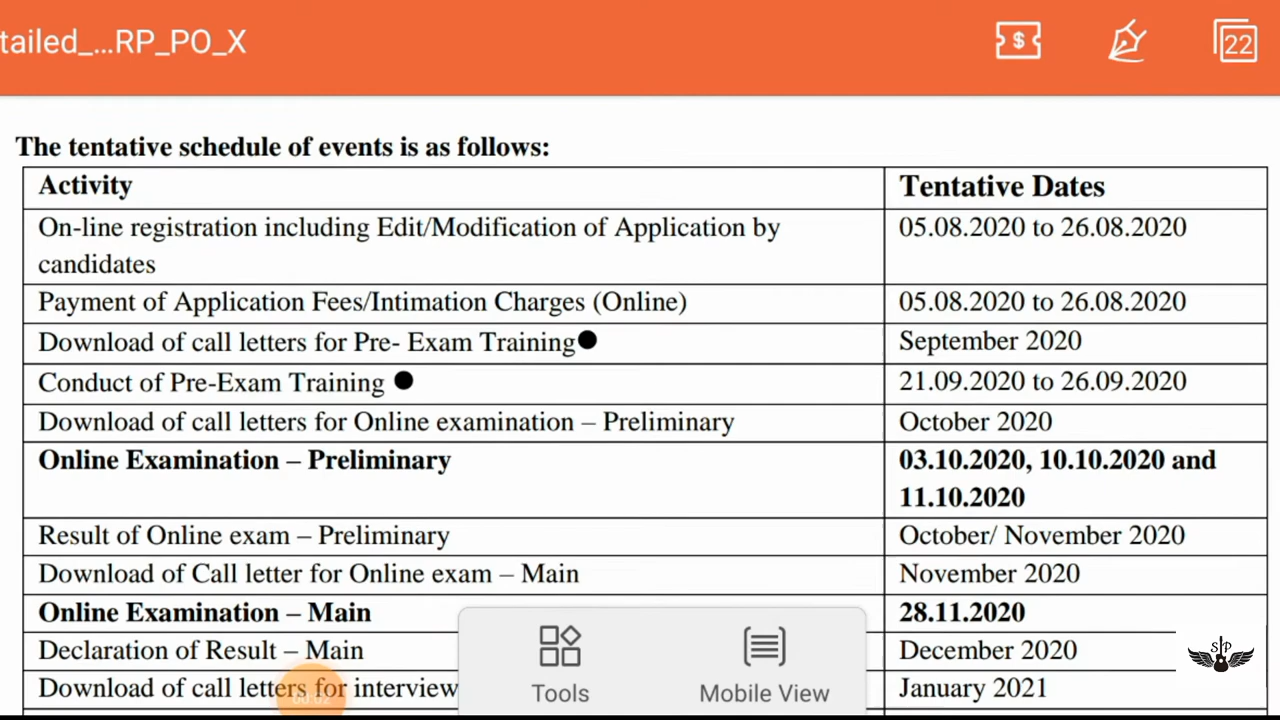 tailed_...RP_PO_X
$
22
The tentative schedule of events is as follows:
Activity Tentative Dates
On-line registration including Edit/Modification of Application by 05.08.2020 to 26.08.2020
candidates
Payment of Application Fees/Intimation Charges (Online) 05.08.2020 to 26.08.2020
Download of call letters for Pre- Exam Training● September 2020
Conduct of Pre-Exam Training ● 21.09.2020 to 26.09.2020
Download of call letters for Online examination – Preliminary October 2020
Online Examination – Preliminary 03.10.2020, 10.10.2020 and
11.10.2020
Result of Online exam – Preliminary October/ November 2020
Download of Call letter for Online exam – Main November 2020
Online Examination – Main 28.11.2020
Declaration of Result – Main December 2020
Download of call letters for interview January 2021
Tools Mobile View
00:02
SP